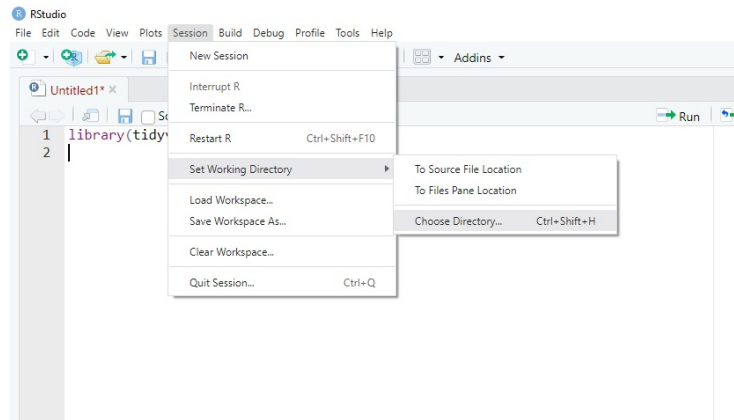 RStudio
File Edit Code View Plots Session Build Debug Profile Tools Help
New Session
Addins
Untitled1*
Interrupt R
Terminate R...
Run
1 library(
2
Restart R Ctrl+Shift+F10
Set Working Directory
To Source File Location
To Files Pane Location
Load Workspace...
Save Workspace As...
Choose Directory... Ctrl+Shift+H
Clear Workspace...
Quit Session... Ctrl+Q